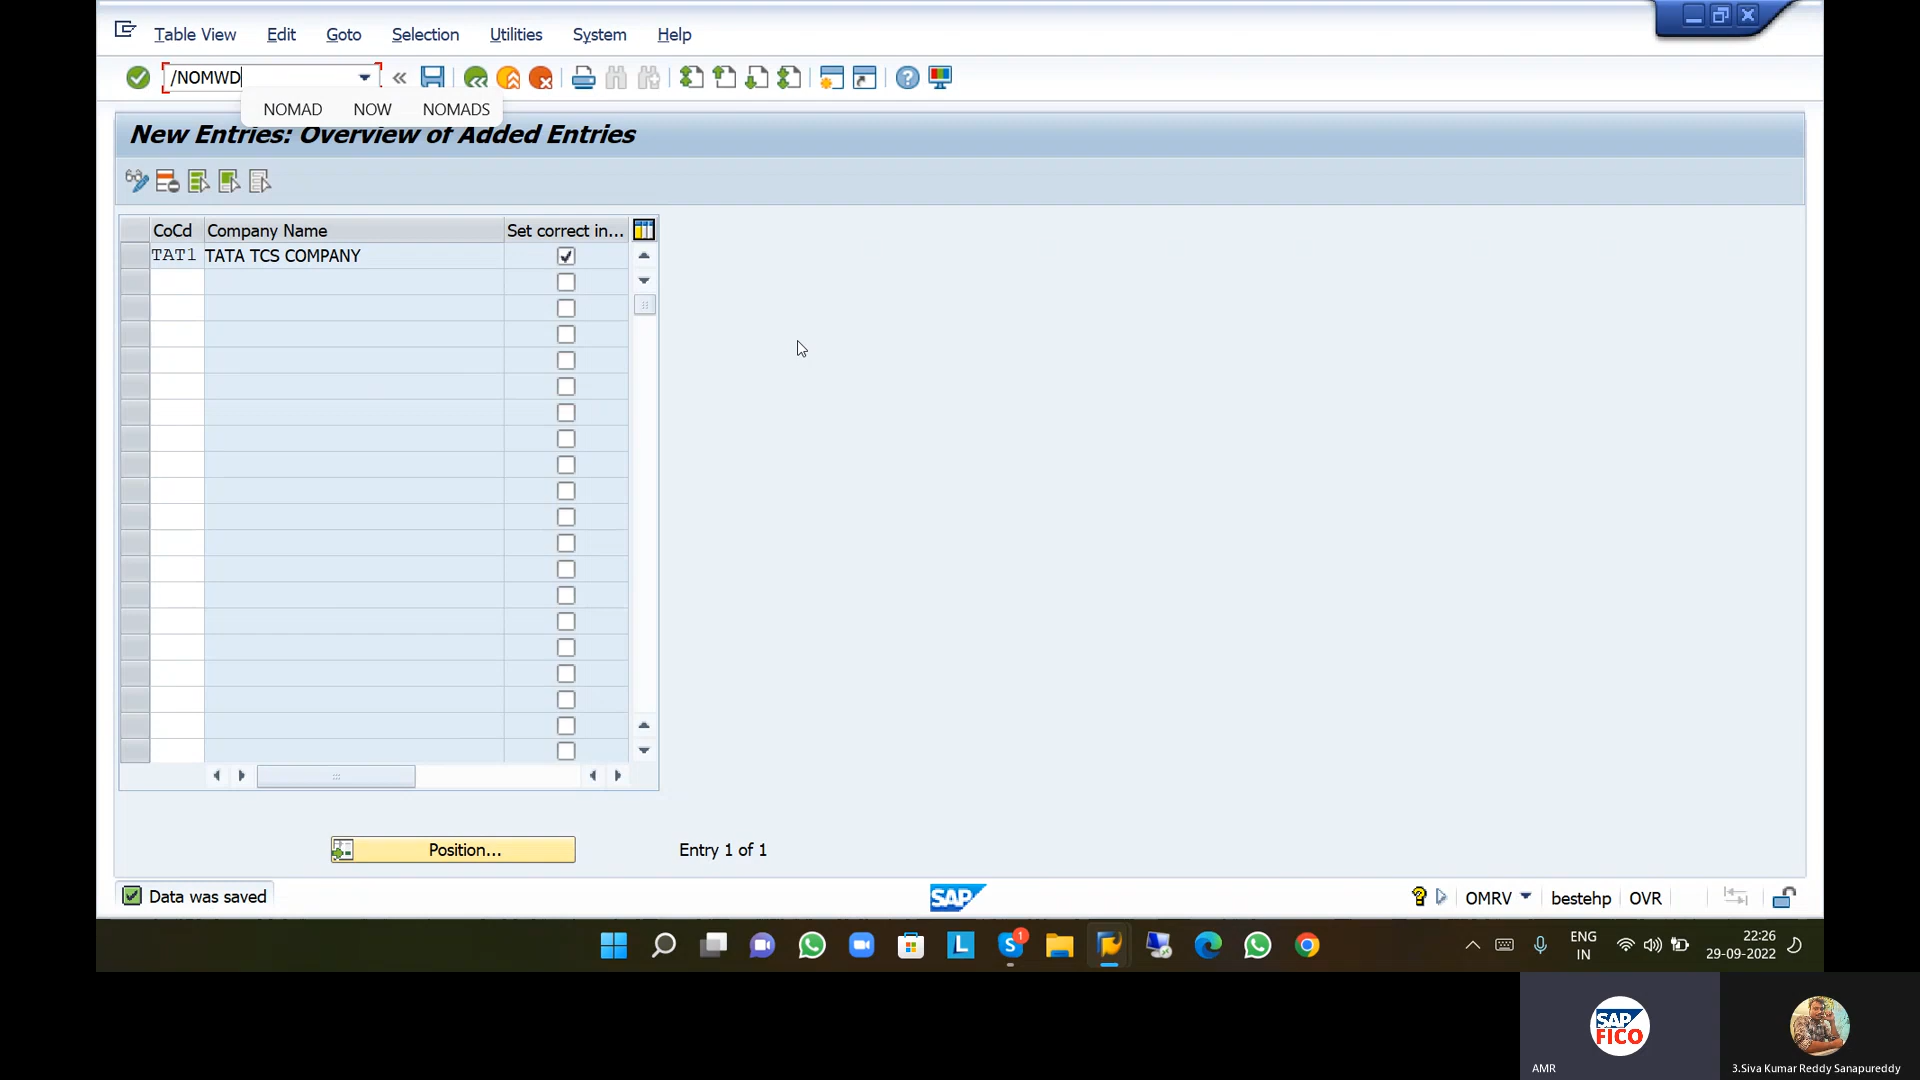 Table View Edit Goto Selection Utilities System Help
/NOMWD
NOMAD NOW NOMADS
New Entries: Overview of Added Entries
CoCd Company Name Set correct in...
TAT1 TATA TCS COMPANY
Position... Entry 1 of 1
Data was saved SAP OMRV bestehp OVR
L S 1
ENG
IN
22:26
29-09-2022
SAP
FICO
AMR
3.Siva Kumar Reddy Sanapureddy